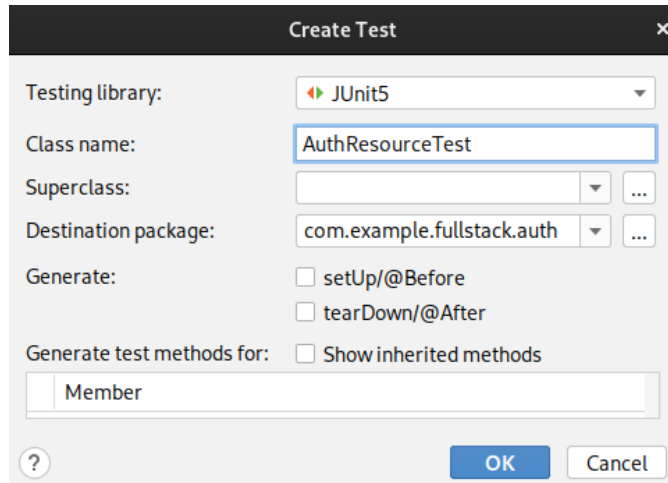 Create Test
Testing library: JUnit5
Class name: AuthResourceTest
Superclass: ...
Destination package: com.example.fullstack.auth ...
Generate: setUp/@Before
tearDown/@After
Generate test methods for: Show inherited methods
Member
? OK Cancel